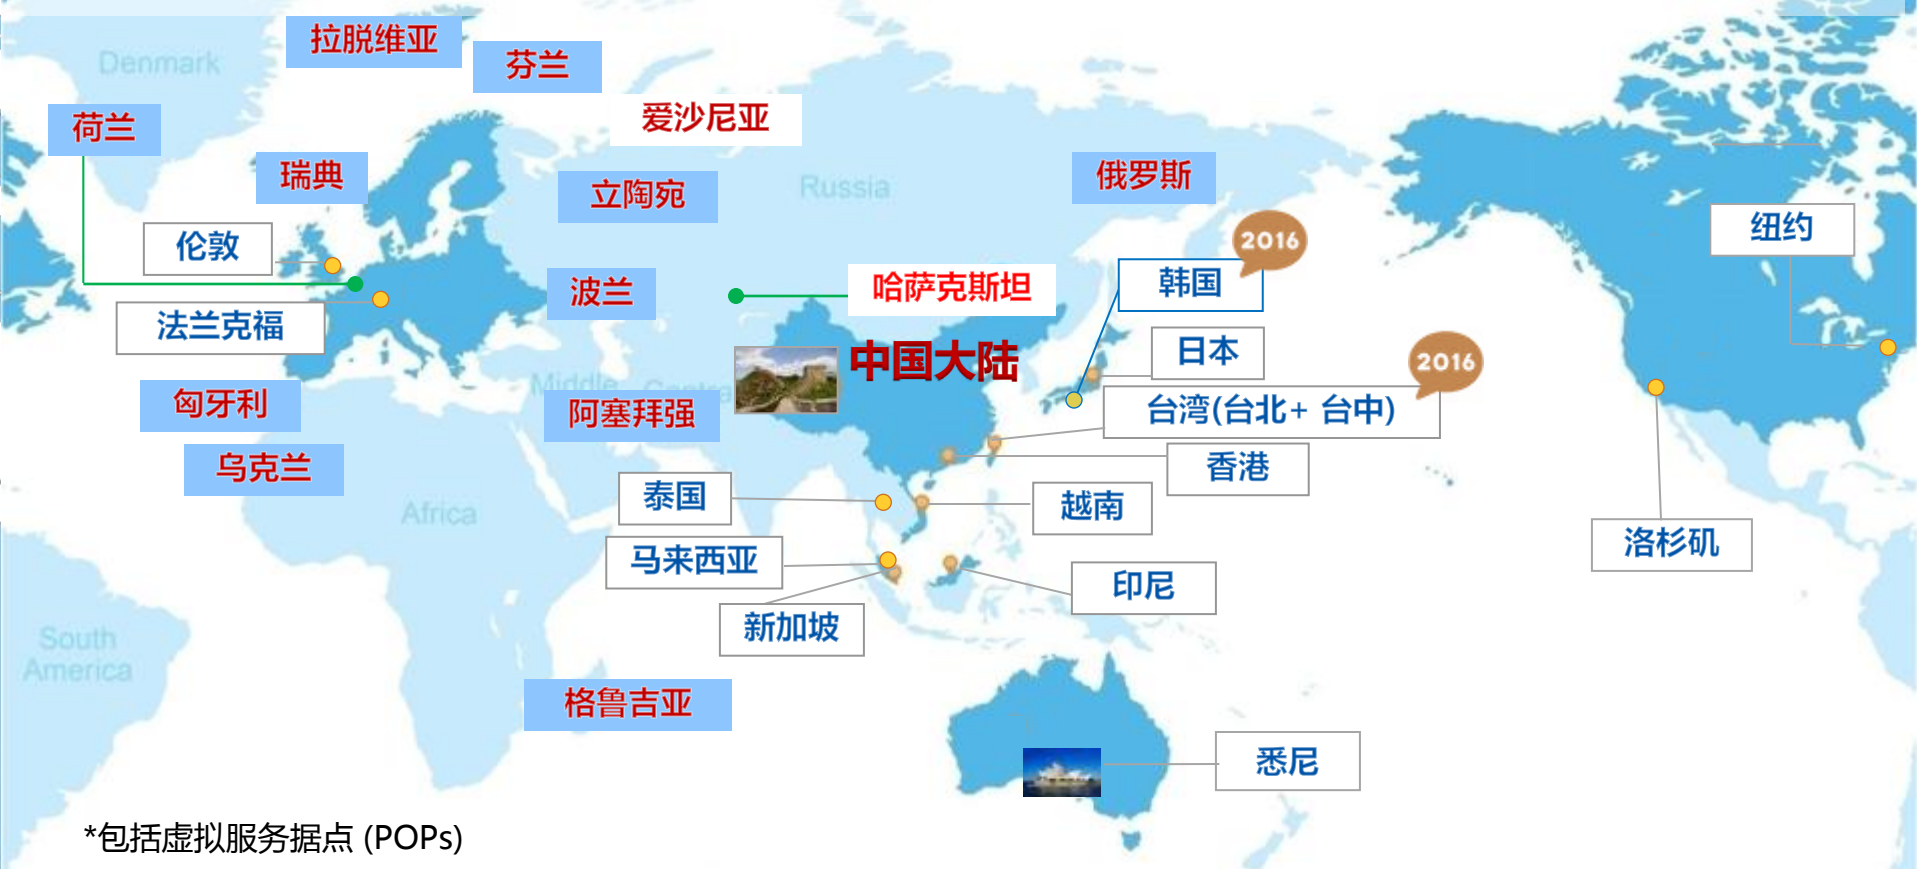 拉脱维亚
芬兰
Denmark
爱沙尼亚
荷兰
瑞典
立陶宛
Russia
俄罗斯
纽约
伦敦
2016
韩国
波兰
哈萨克斯坦
法兰克福
中国大陆
日本
2016
Middle
Centra
匈牙利
阿塞拜强
台湾(台北+ 台中)
乌克兰
香港
泰国
越南
Africa
洛杉矶
马来西亚
印尼
新加坡
South
America
格鲁吉亚
悉尼
*包括虚拟服务据点 (POPs)